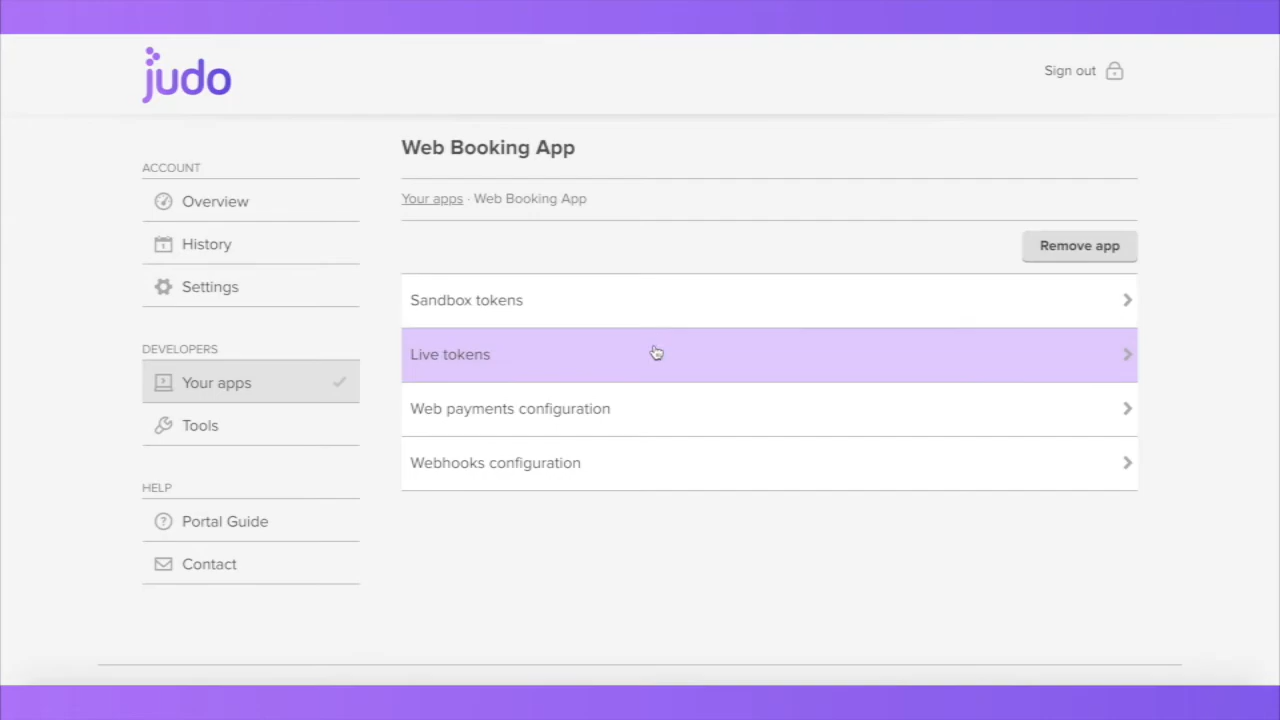 judo
Sign out
ACCOUNT
Overview
History
Settings
DEVELOPERS
Your apps
Tools
HELP
Portal Guide
Contact
Web Booking App
Your apps · Web Booking App
Remove app
Sandbox tokens
Live tokens
Web payments configuration
Webhooks configuration